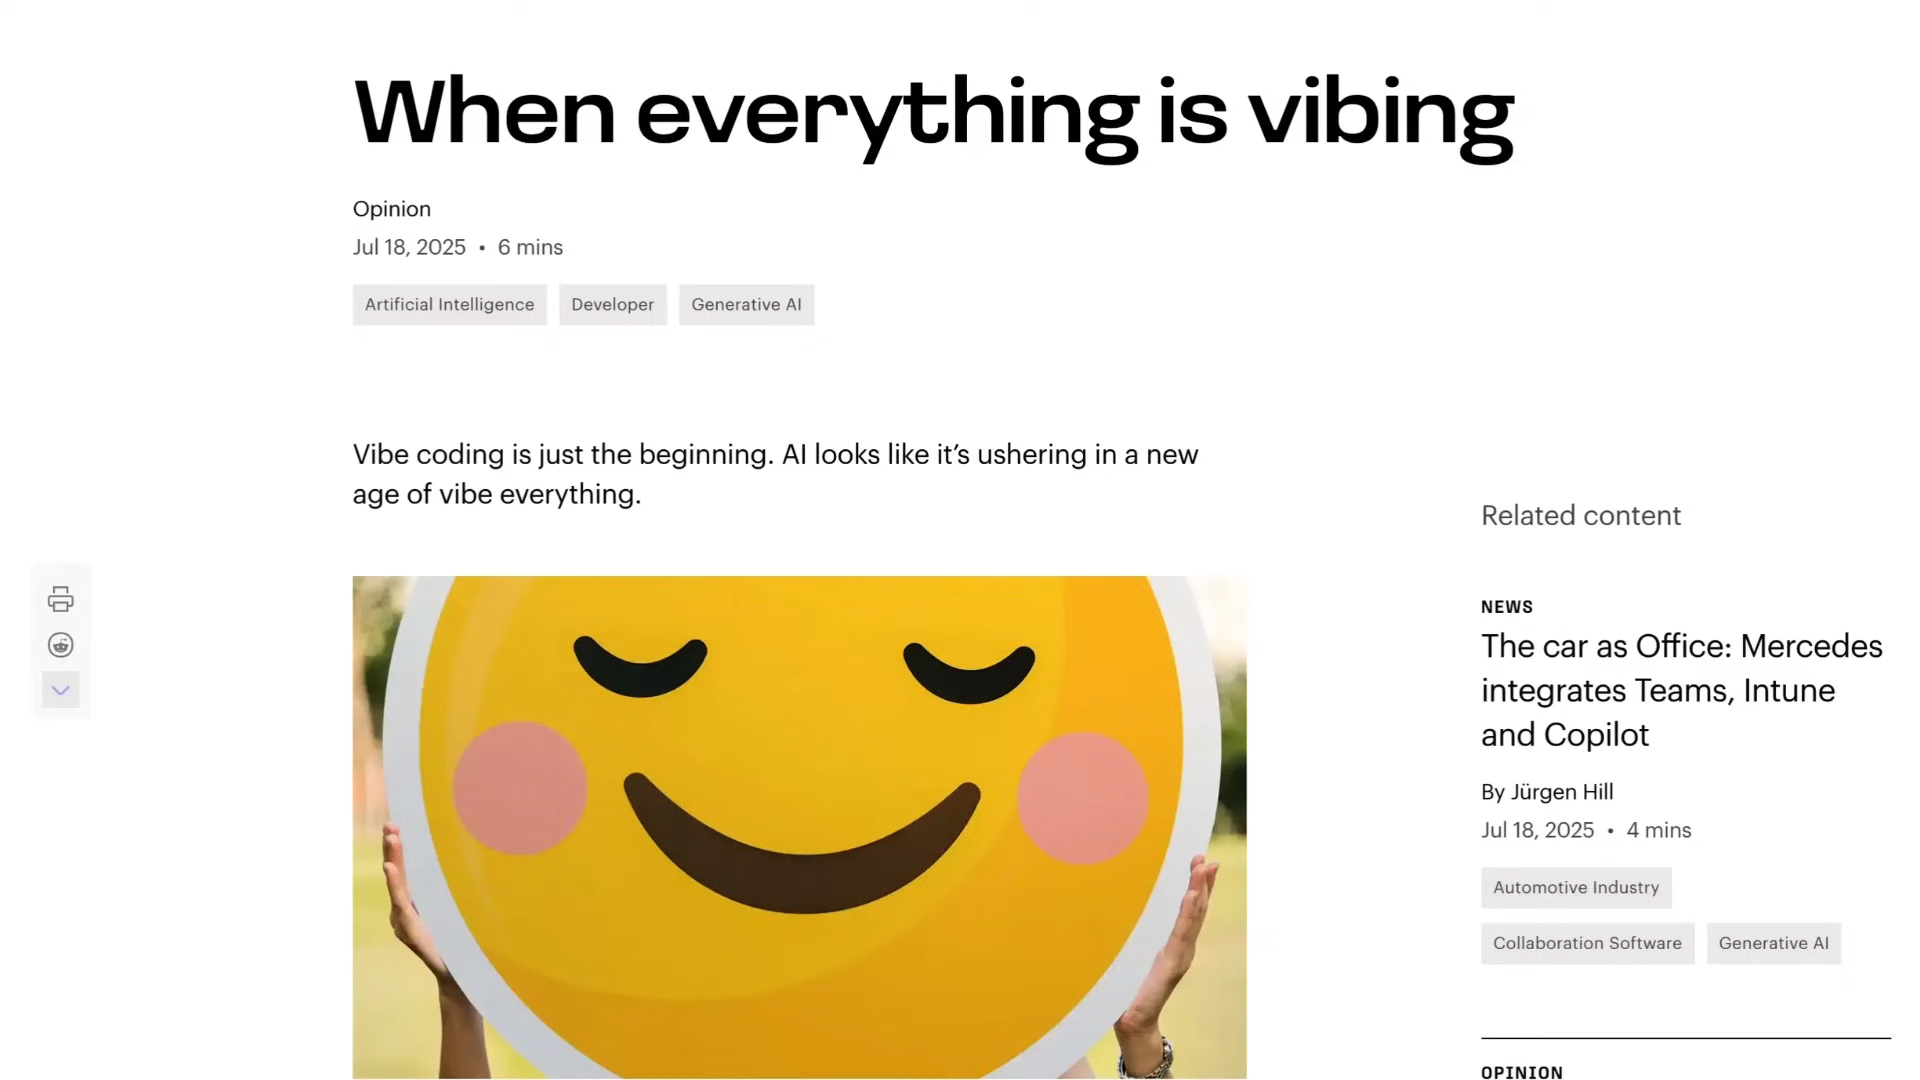 When everything is vibing
Opinion
Jul 18, 2025 • 6 mins
Artificial Intelligence
Developer
Generative AI
Vibe coding is just the beginning. AI looks like it’s ushering in a new
age of vibe everything.
Related content
NEWS
The car as Office: Mercedes
integrates Teams, Intune
and Copilot
By Jürgen Hill
Jul 18, 2025 • 4 mins
Automotive Industry
Collaboration Software
Generative AI
OPINION